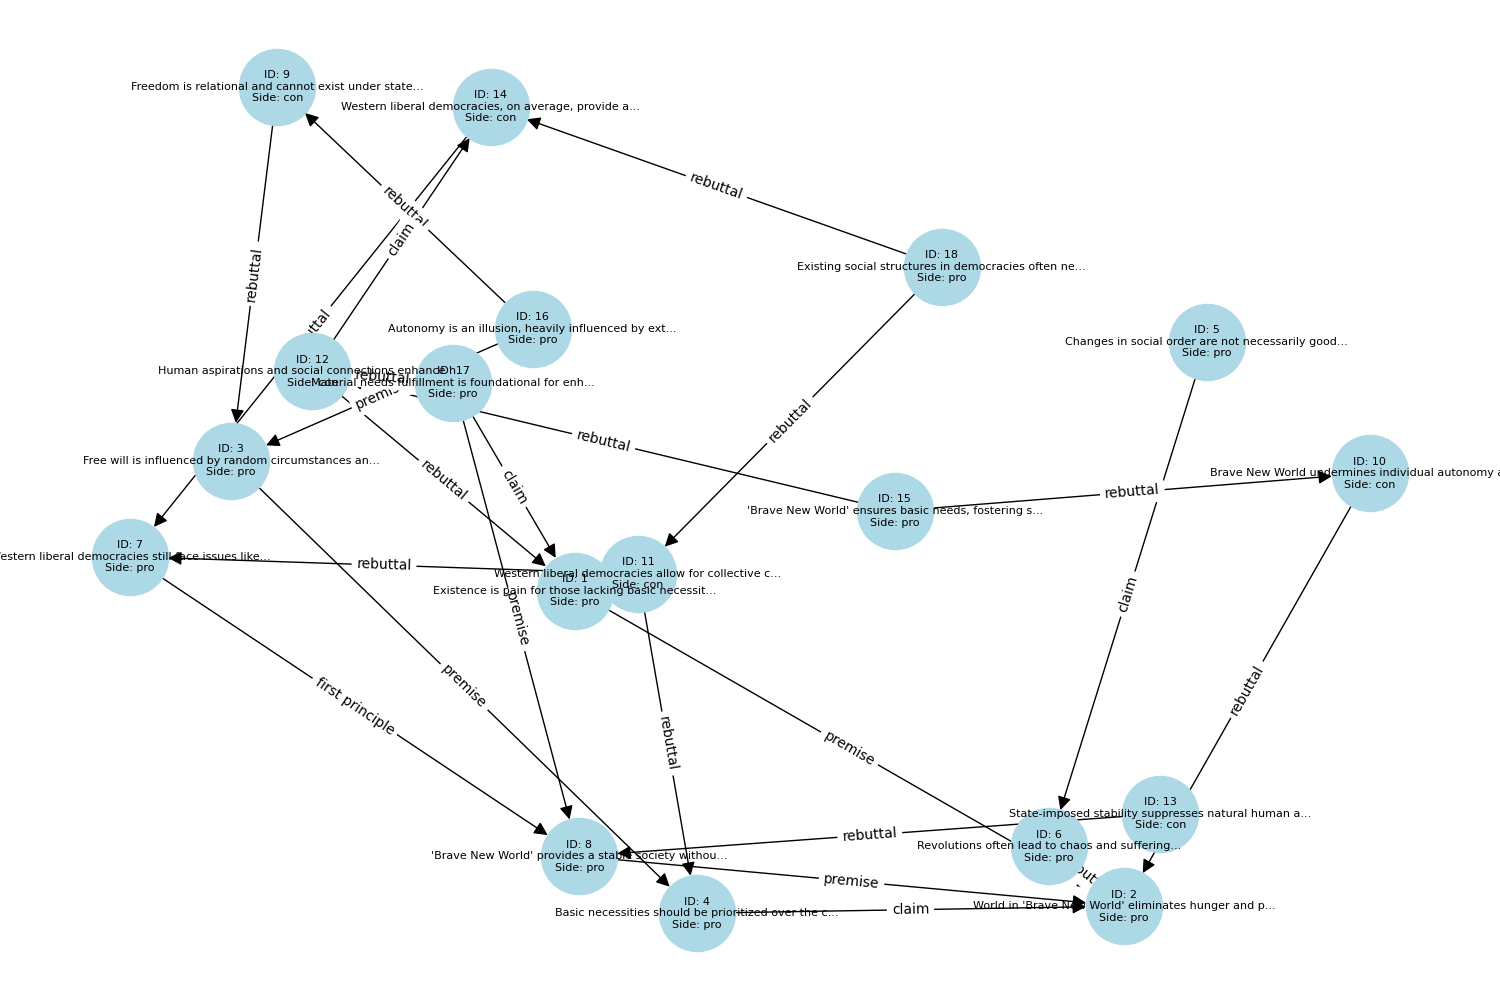 ID: 9
Freedom is relational and cannot exist under state...
Side: con
ID: 14
Western liberal democracies, on average, provide a...
Side: con
rebuttal
rebuttal
claim
rebuttal
ID: 18
Existing social structures in democracies often ne...
Side: pro
ID: 16
Autonomy is an illusion, heavily influenced by ext...
Side: pro
ID: 5
Changes in social order are not necessarily good...
Side: pro
ID: 12
Human aspirations and social connections enhance h
Side: con
ID: 17
Material needs fulfillment is foundational for enh...
Side: pro
rebuttal
premis
rebuttal
rebuttal
ID: 3
Free will is influenced by random circumstances an...
Side: pro
rebuttal
claim
ID: 10
Brave New World undermines individual autonomy a
Side: con
rebuttal
ID: 15
'Brave New World' ensures basic needs, fostering s...
Side: pro
ID: 7
estern liberal democracies still face issues like...
Side: pro
rebuttal
ID: 11
Western liberal democracies allow for collective c...
Side: con
ID: 1
Existence is pain for those lacking basic necessit...
Side: pro
claim
premise
first principle
premise
rebuttal
premise
rebuttal
ID: 13
State-imposed stability suppresses natural human a...
Side: con
ID: 6
Revolutions often lead to chaos and suffering...
Side: pro
rebuttal
ID: 8
'Brave New World' provides a stable society withou...
Side: pro
premise
ID: 4
Basic necessities should be prioritized over the c...
Side: pro
claim
ID: 2
World in 'Brave New World' eliminates hunger and p...
Side: pro